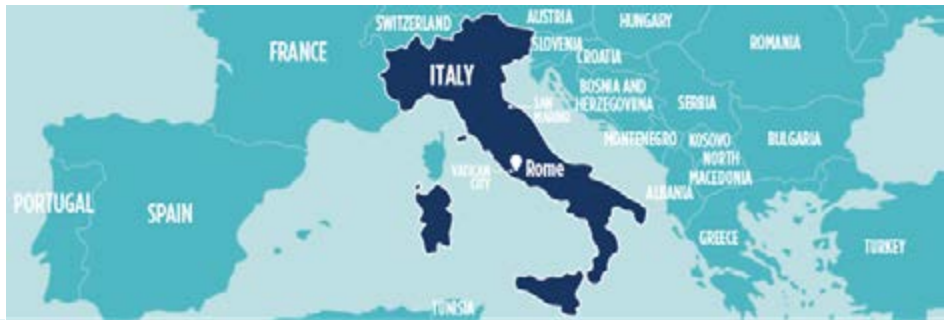 SWITZERLAND
AUSTRIA
HUNGARY
FRANCE
SLOVENIA
CROATIA
ROMANIA
ITALY
BOSNIA AND
HERZEGOVINA
SAN
MARINO
SERBIA
MONTENEGRO
KOSOVO
BULGARIA
NORTH
MACEDONIA
VATICAN
CITY
Rome
PORTUGAL
SPAIN
ALBANIA
GREECE
TURKEY
TUNISIA